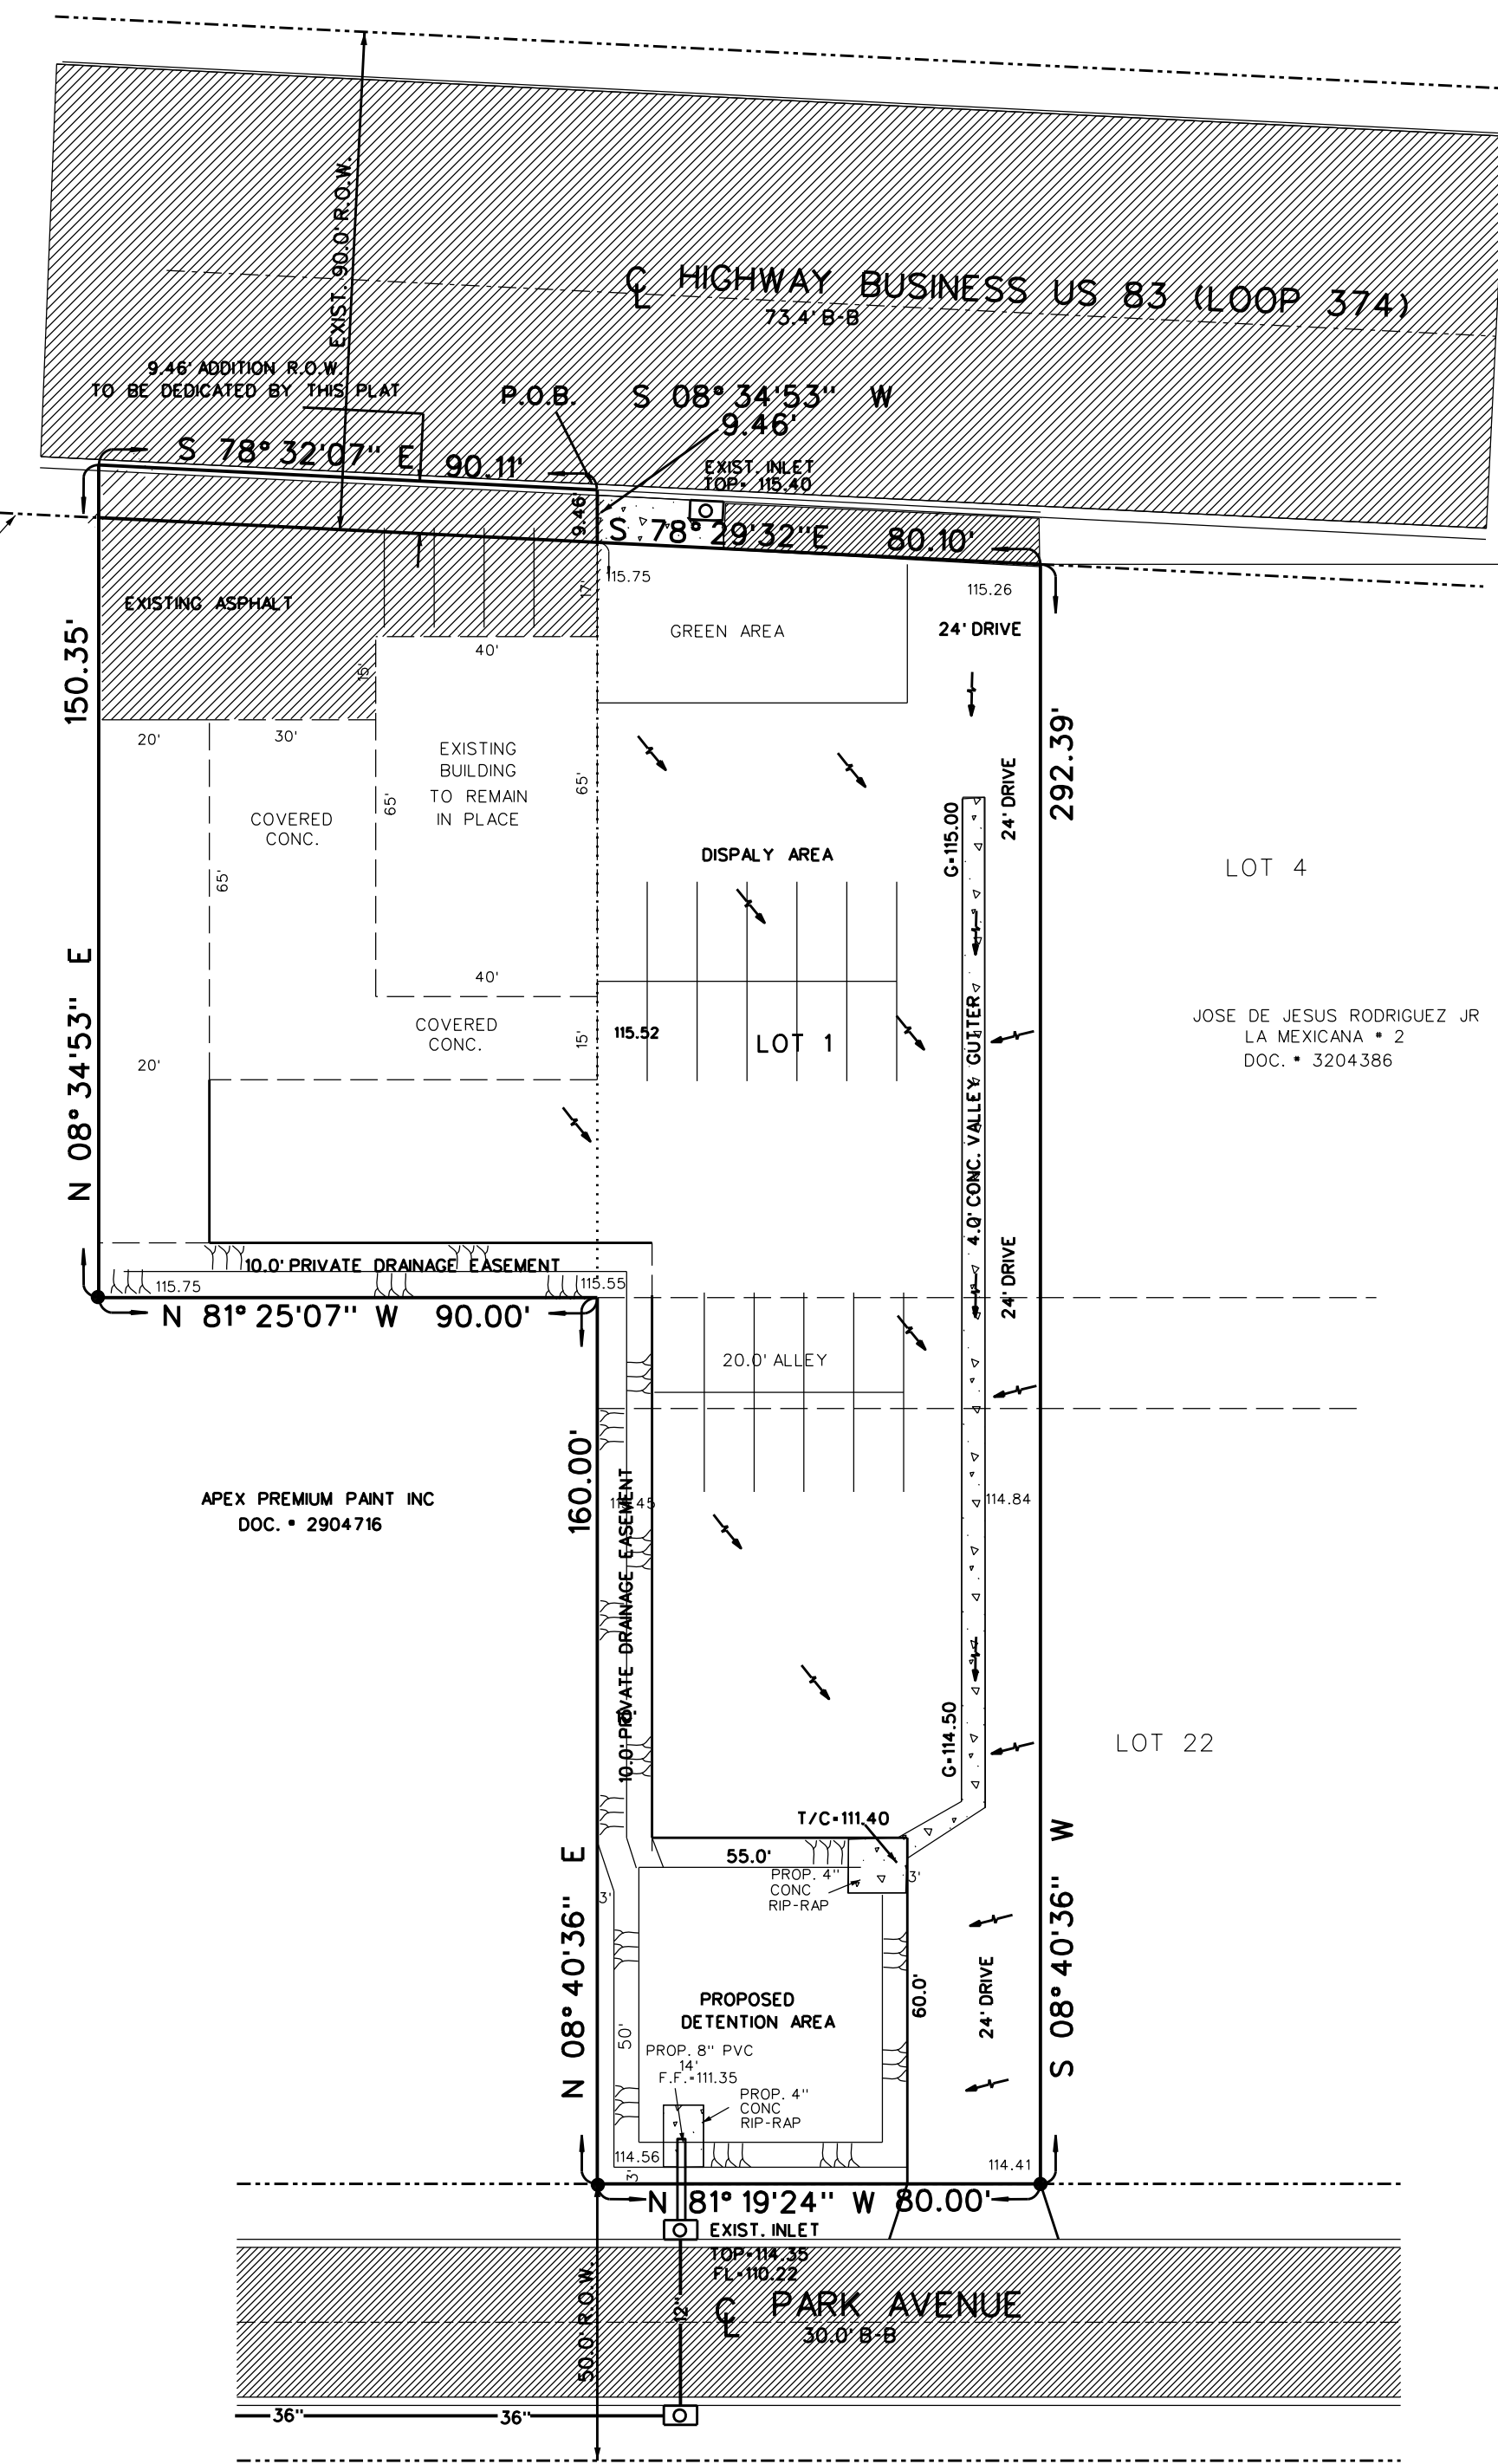 EXIST. 90.0' R.O.W.
℄ HIGHWAY BUSINESS US 83 (LOOP 374)
73.4' B-B
9.46' ADDITION R.O.W.
TO BE DEDICATED BY THIS PLAT
P.O.B.
S 08° 34'53" W
9.46'
S 78° 32'07" E 90.11'
EXIST. INLET
TOP= 115.40
9.46'
S 78° 29'32"E 80.10'
115.75
17'
115.26
EXISTING ASPHALT
GREEN AREA
24' DRIVE
150.35'
40'
15'
20'
30'
EXISTING
BUILDING
TO REMAIN
IN PLACE
65'
65'
COVERED
CONC.
65'
292.39'
24' DRIVE
G=115.00
DISPALY AREA
LOT 4
40'
N 08° 34'53" E
COVERED
CONC.
15'
115.52
LOT 1
20'
4.0' CONC. VALLEY GUTTER
JOSE DE JESUS RODRIGUEZ JR
LA MEXICANA # 2
DOC. # 3204386
24' DRIVE
10.0' PRIVATE DRAINAGE EASEMENT
115.75
115.55
N 81° 25'07" W 90.00'
20.0' ALLEY
160.00'
APEX PREMIUM PAINT INC
DOC. # 2904716
10.0' PRIVATE DRAINAGE EASEMENT
10'
114.84
G=114.50
LOT 22
T/C=111.40
55.0'
PROP. 4"
CONC
RIP-RAP
3'
3'
N 08° 40'36" E
S 08° 40'36" W
60.0'
24' DRIVE
PROPOSED
DETENTION AREA
50'
PROP. 8" PVC
14'
F.F.=111.35
PROP. 4"
CONC
RIP-RAP
114.56
3'
114.41
N 81° 19'24" W 80.00'
EXIST. INLET
TOP=114.35
FL=110.22
50.0' R.O.W.
12"
℄ PARK AVENUE
30.0' B-B
36"
36"